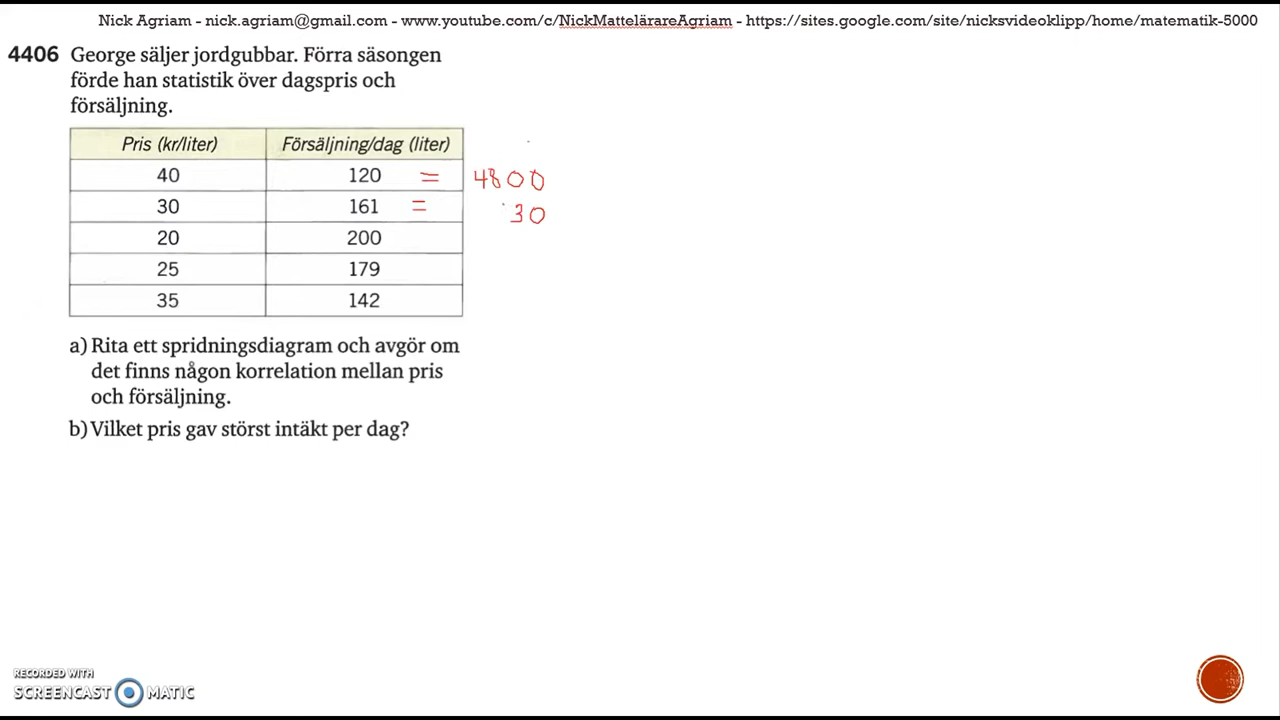 Nick Agriam - nick.agriam@gmail.com - www.youtube.com/c/NickMattelärareAgriam - https://sites.google.com/site/nicksvideoklipp/home/matematik-5000
4406 George säljer jordgubbar. Förra säsongen
förde han statistik över dagspris och
försäljning.
Pris (kr/liter) Försäljning/dag (liter)
40 120 = 4800
30 161 = 30
20 200
25 179
35 142
a) Rita ett spridningsdiagram och avgör om
det finns någon korrelation mellan pris
och försäljning.
b) Vilket pris gav störst intäkt per dag?
RECORDED WITH
SCREENCAST MATIC